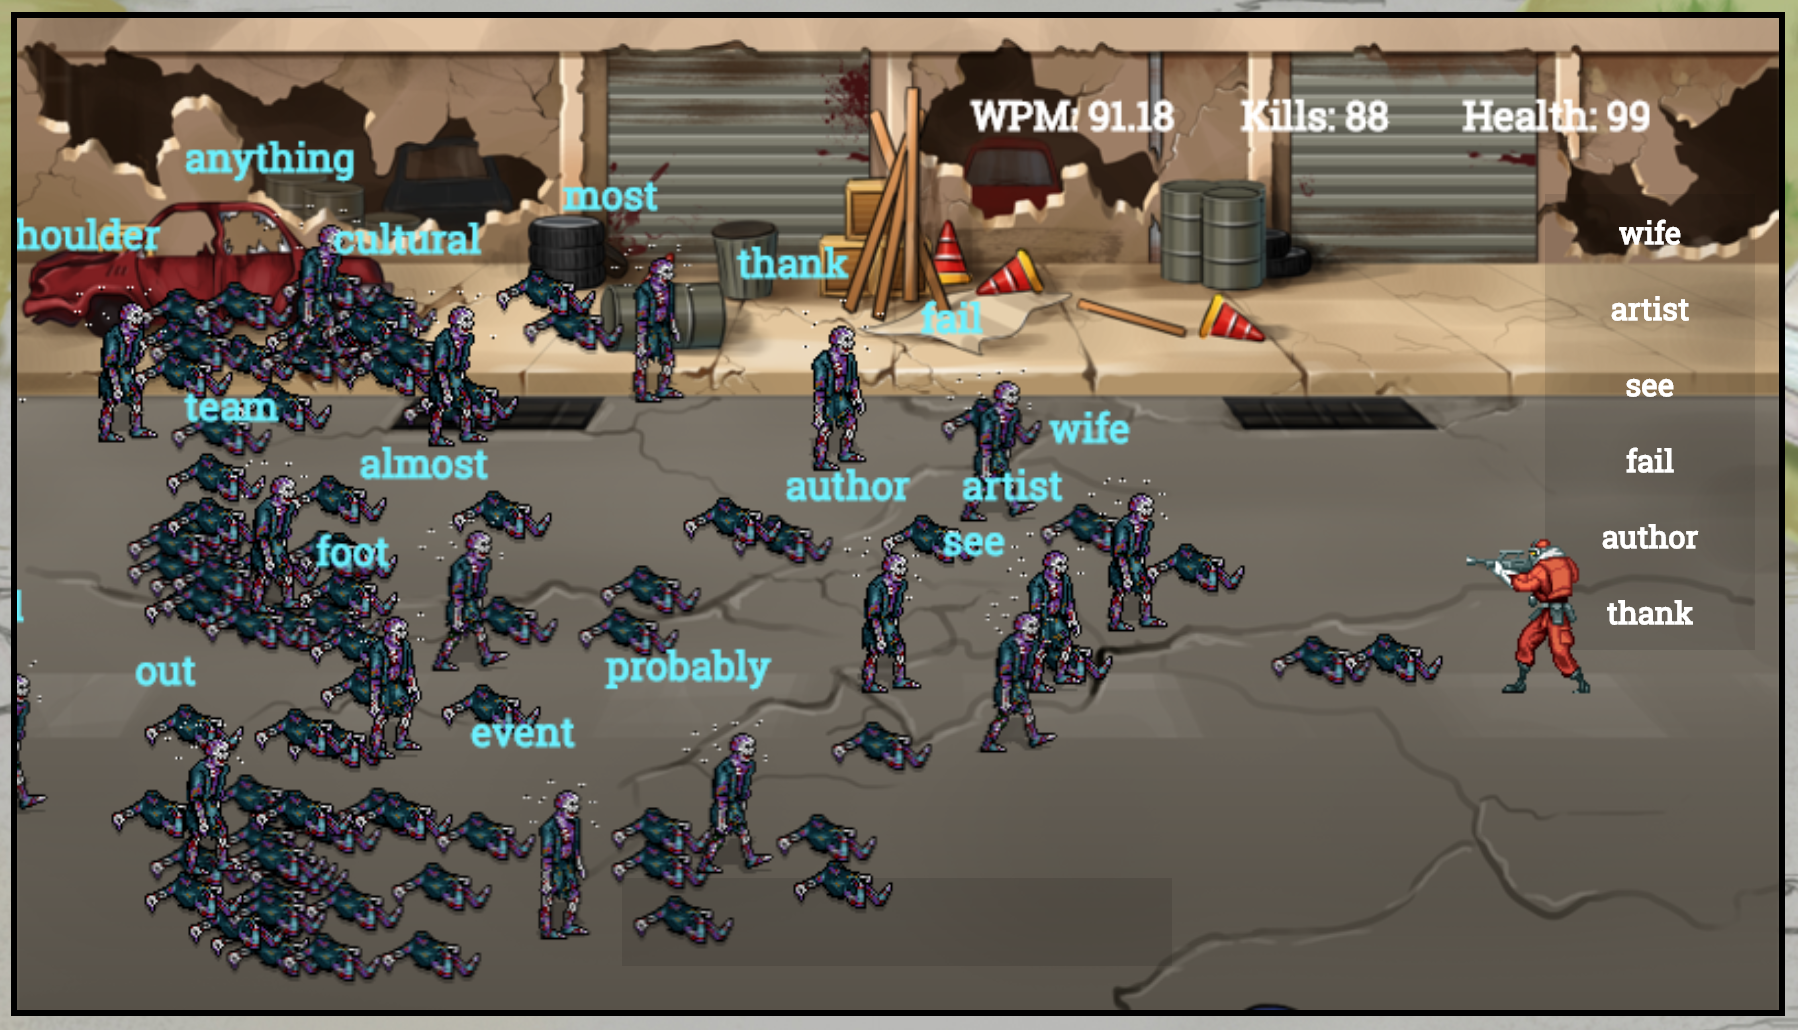 WPM: 91.18 Kills: 88 Health: 99
anything
most
houlder
cultural
thank
fail
team
wife
almost
author
artist
foot
see
out
probably
event
wife
artist
see
fail
author
thank